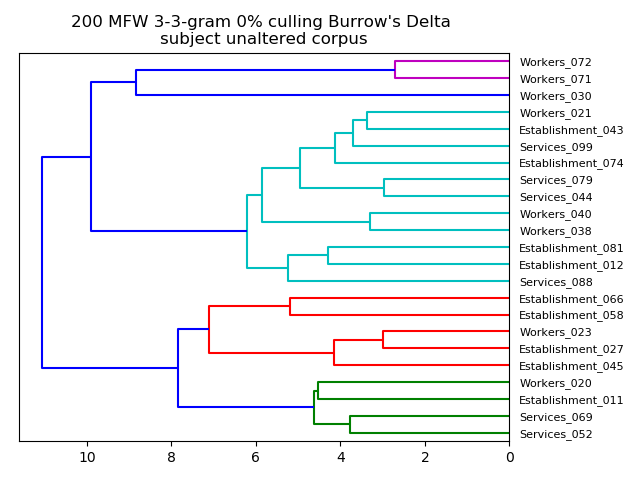 200 MFW 3-3-gram 0% culling Burrow's Delta
subject unaltered corpus
Workers_072
Workers_071
Workers_030
Workers_021
Establishment_043
Services_099
Establishment_074
Services_079
Services_044
Workers_040
Workers_038
Establishment_081
Establishment_012
Services_088
Establishment_066
Establishment_058
Workers_023
Establishment_027
Establishment_045
Workers_020
Establishment_011
Services_069
Services_052
10 8 6 4 2 0